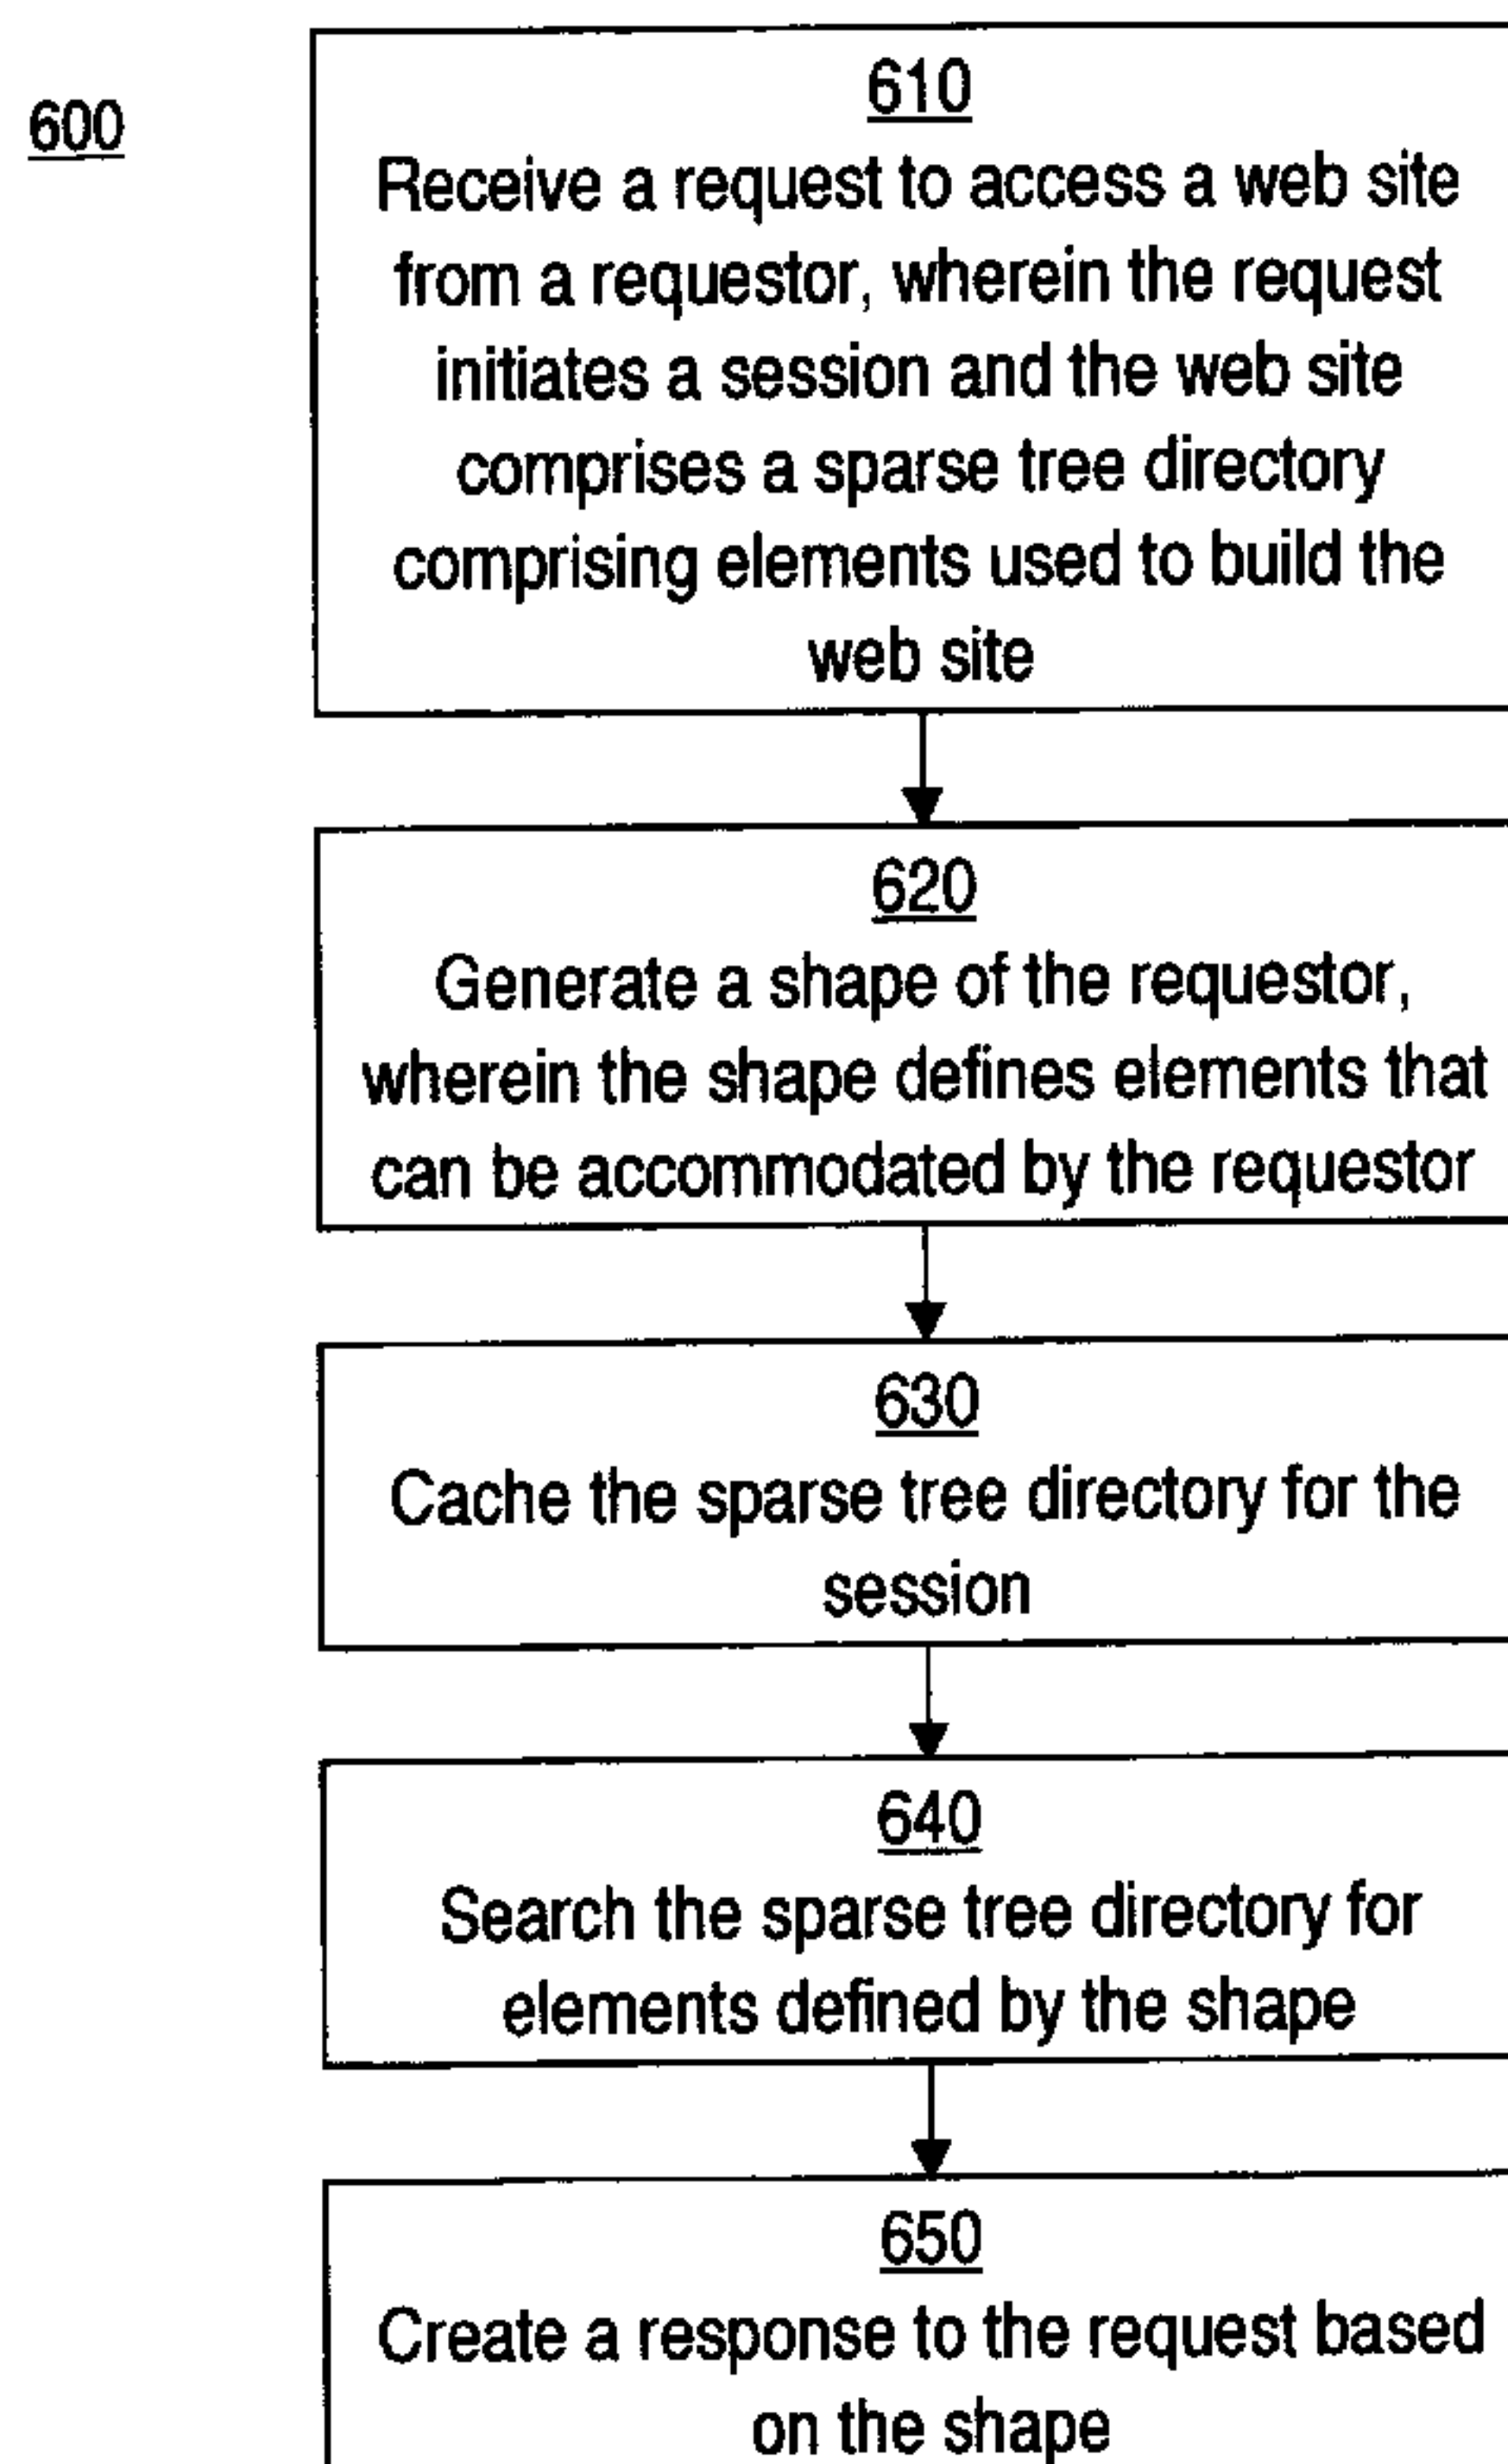 600
610
Receive a request to access a web site
from a requestor, wherein the request
initiates a session and the web site
comprises a sparse tree directory
comprising elements used to build the
web site
620
Generate a shape of the requestor,
wherein the shape defines elements that
can be accommodated by the requestor
630
Cache the sparse tree directory for the
session
640
Search the sparse tree directory for
elements defined by the shape
650
Create a response to the request based
on the shape